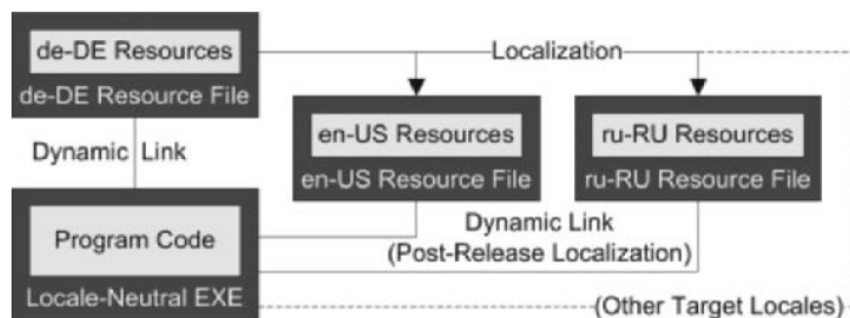 de-DE Resources
de-DE Resource File
Localization
en-US Resources
en-US Resource File
ru-RU Resources
ru-RU Resource File
Dynamic Link
Program Code
Locale-Neutral EXE
Dynamic Link
(Post-Release Localization)
(Other Target Locales)